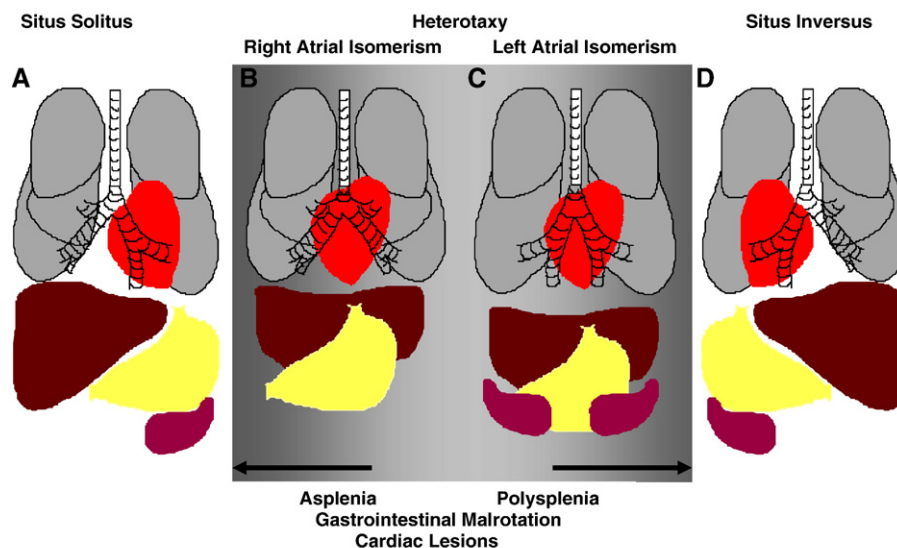 Situs Solitus
Heterotaxy
Situs Inversus
Right Atrial Isomerism
Left Atrial Isomerism
A
B
C
D
Asplenia
Polysplenia
Gastrointestinal Malrotation
Cardiac Lesions